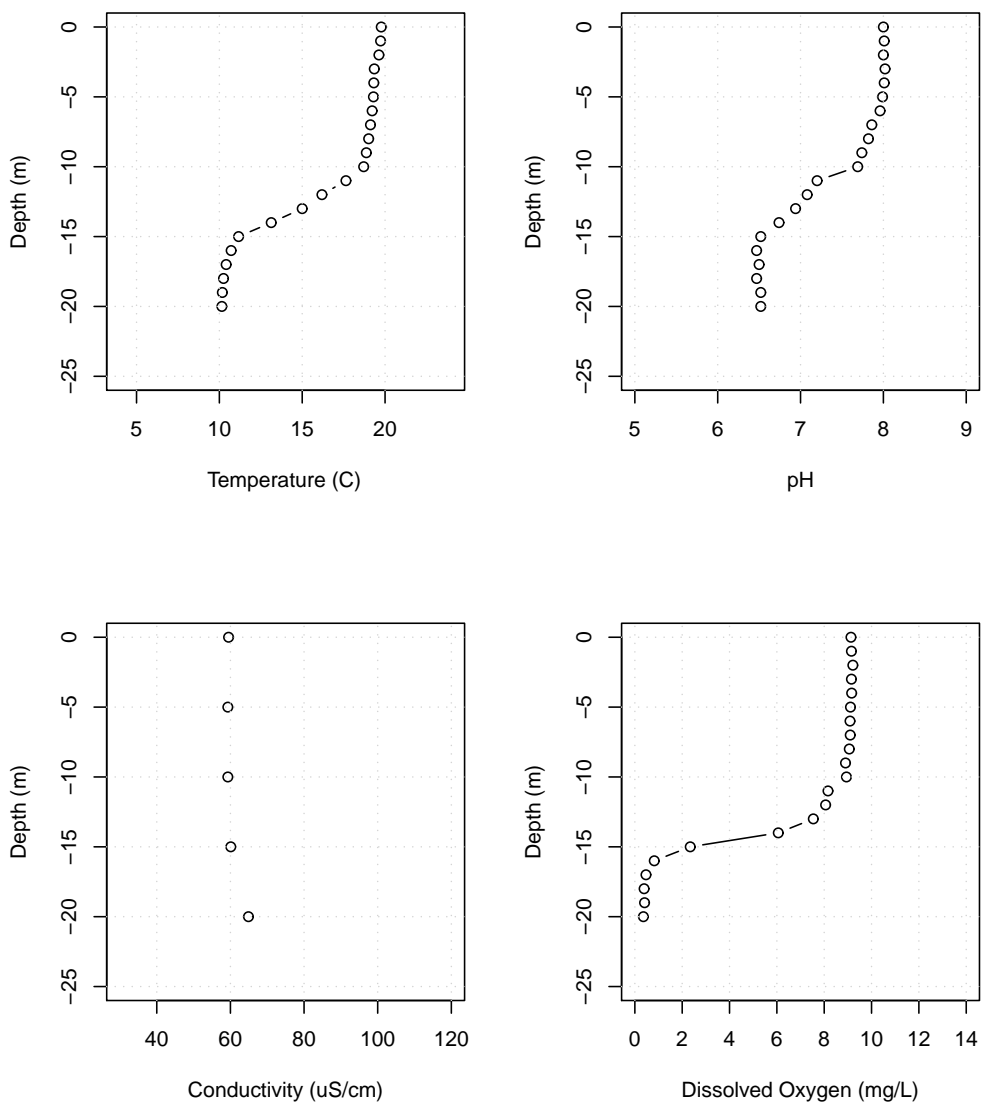 0
−5
−10
−15
−20
−25
Depth (m)
5 10 15 20
Temperature (C)
0
−5
−10
−15
−20
−25
Depth (m)
5 6 7 8 9
pH
0
−5
−10
−15
−20
−25
Depth (m)
40 60 80 100 120
Conductivity (uS/cm)
0
−5
−10
−15
−20
−25
Depth (m)
0 2 4 6 8 10 12 14
Dissolved Oxygen (mg/L)